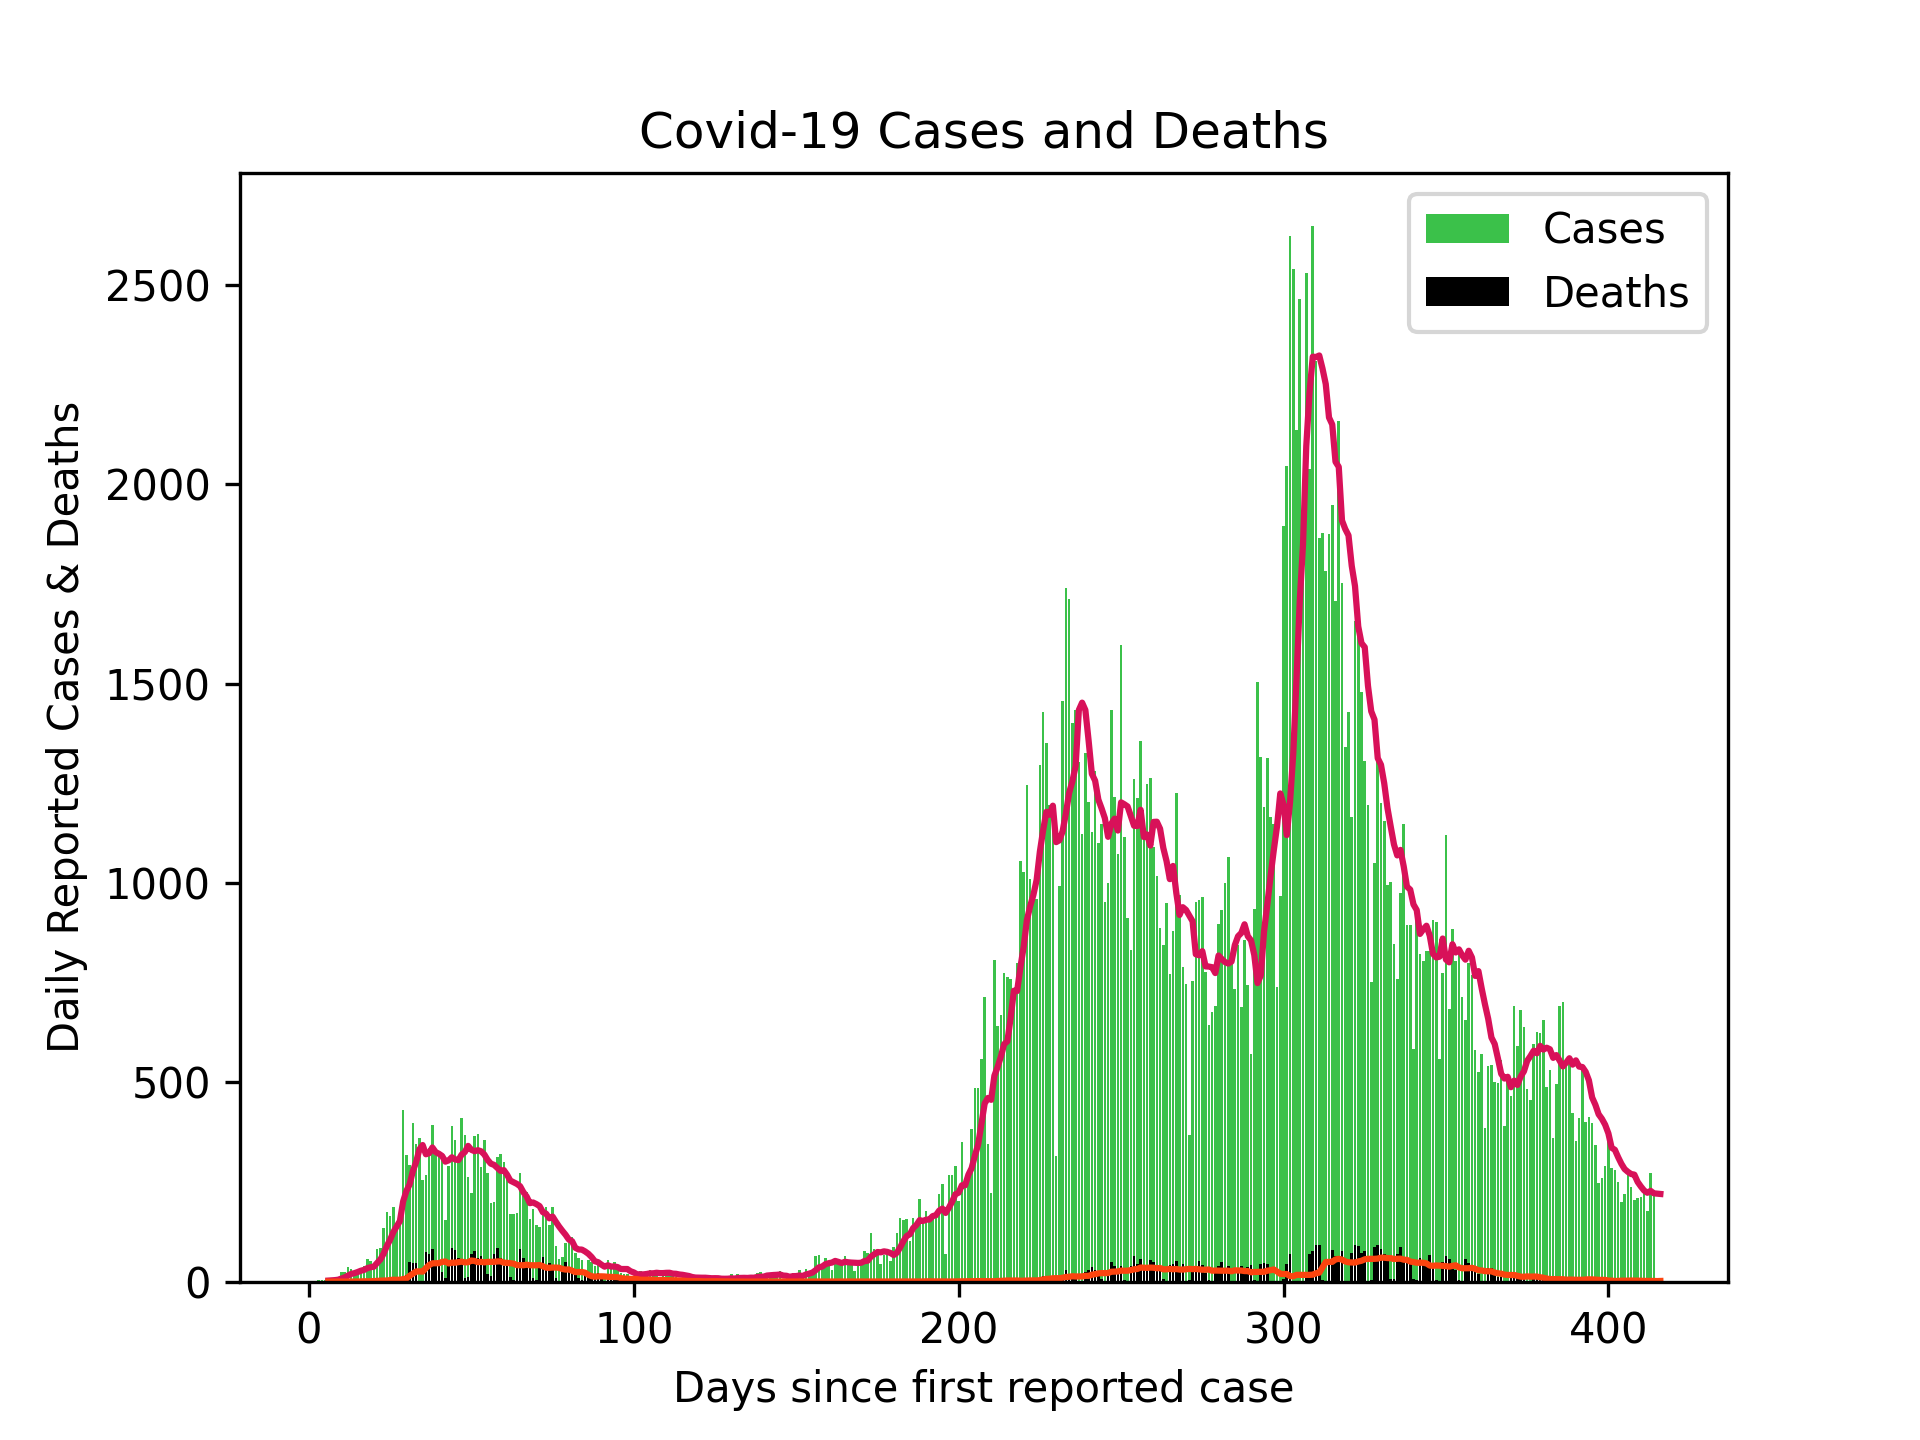 Covid-19 Cases and Deaths
Cases
Deaths
Daily Reported Cases & Deaths
2500
2000
1500
1000
500
0
0 100 200 300 400
Days since first reported case